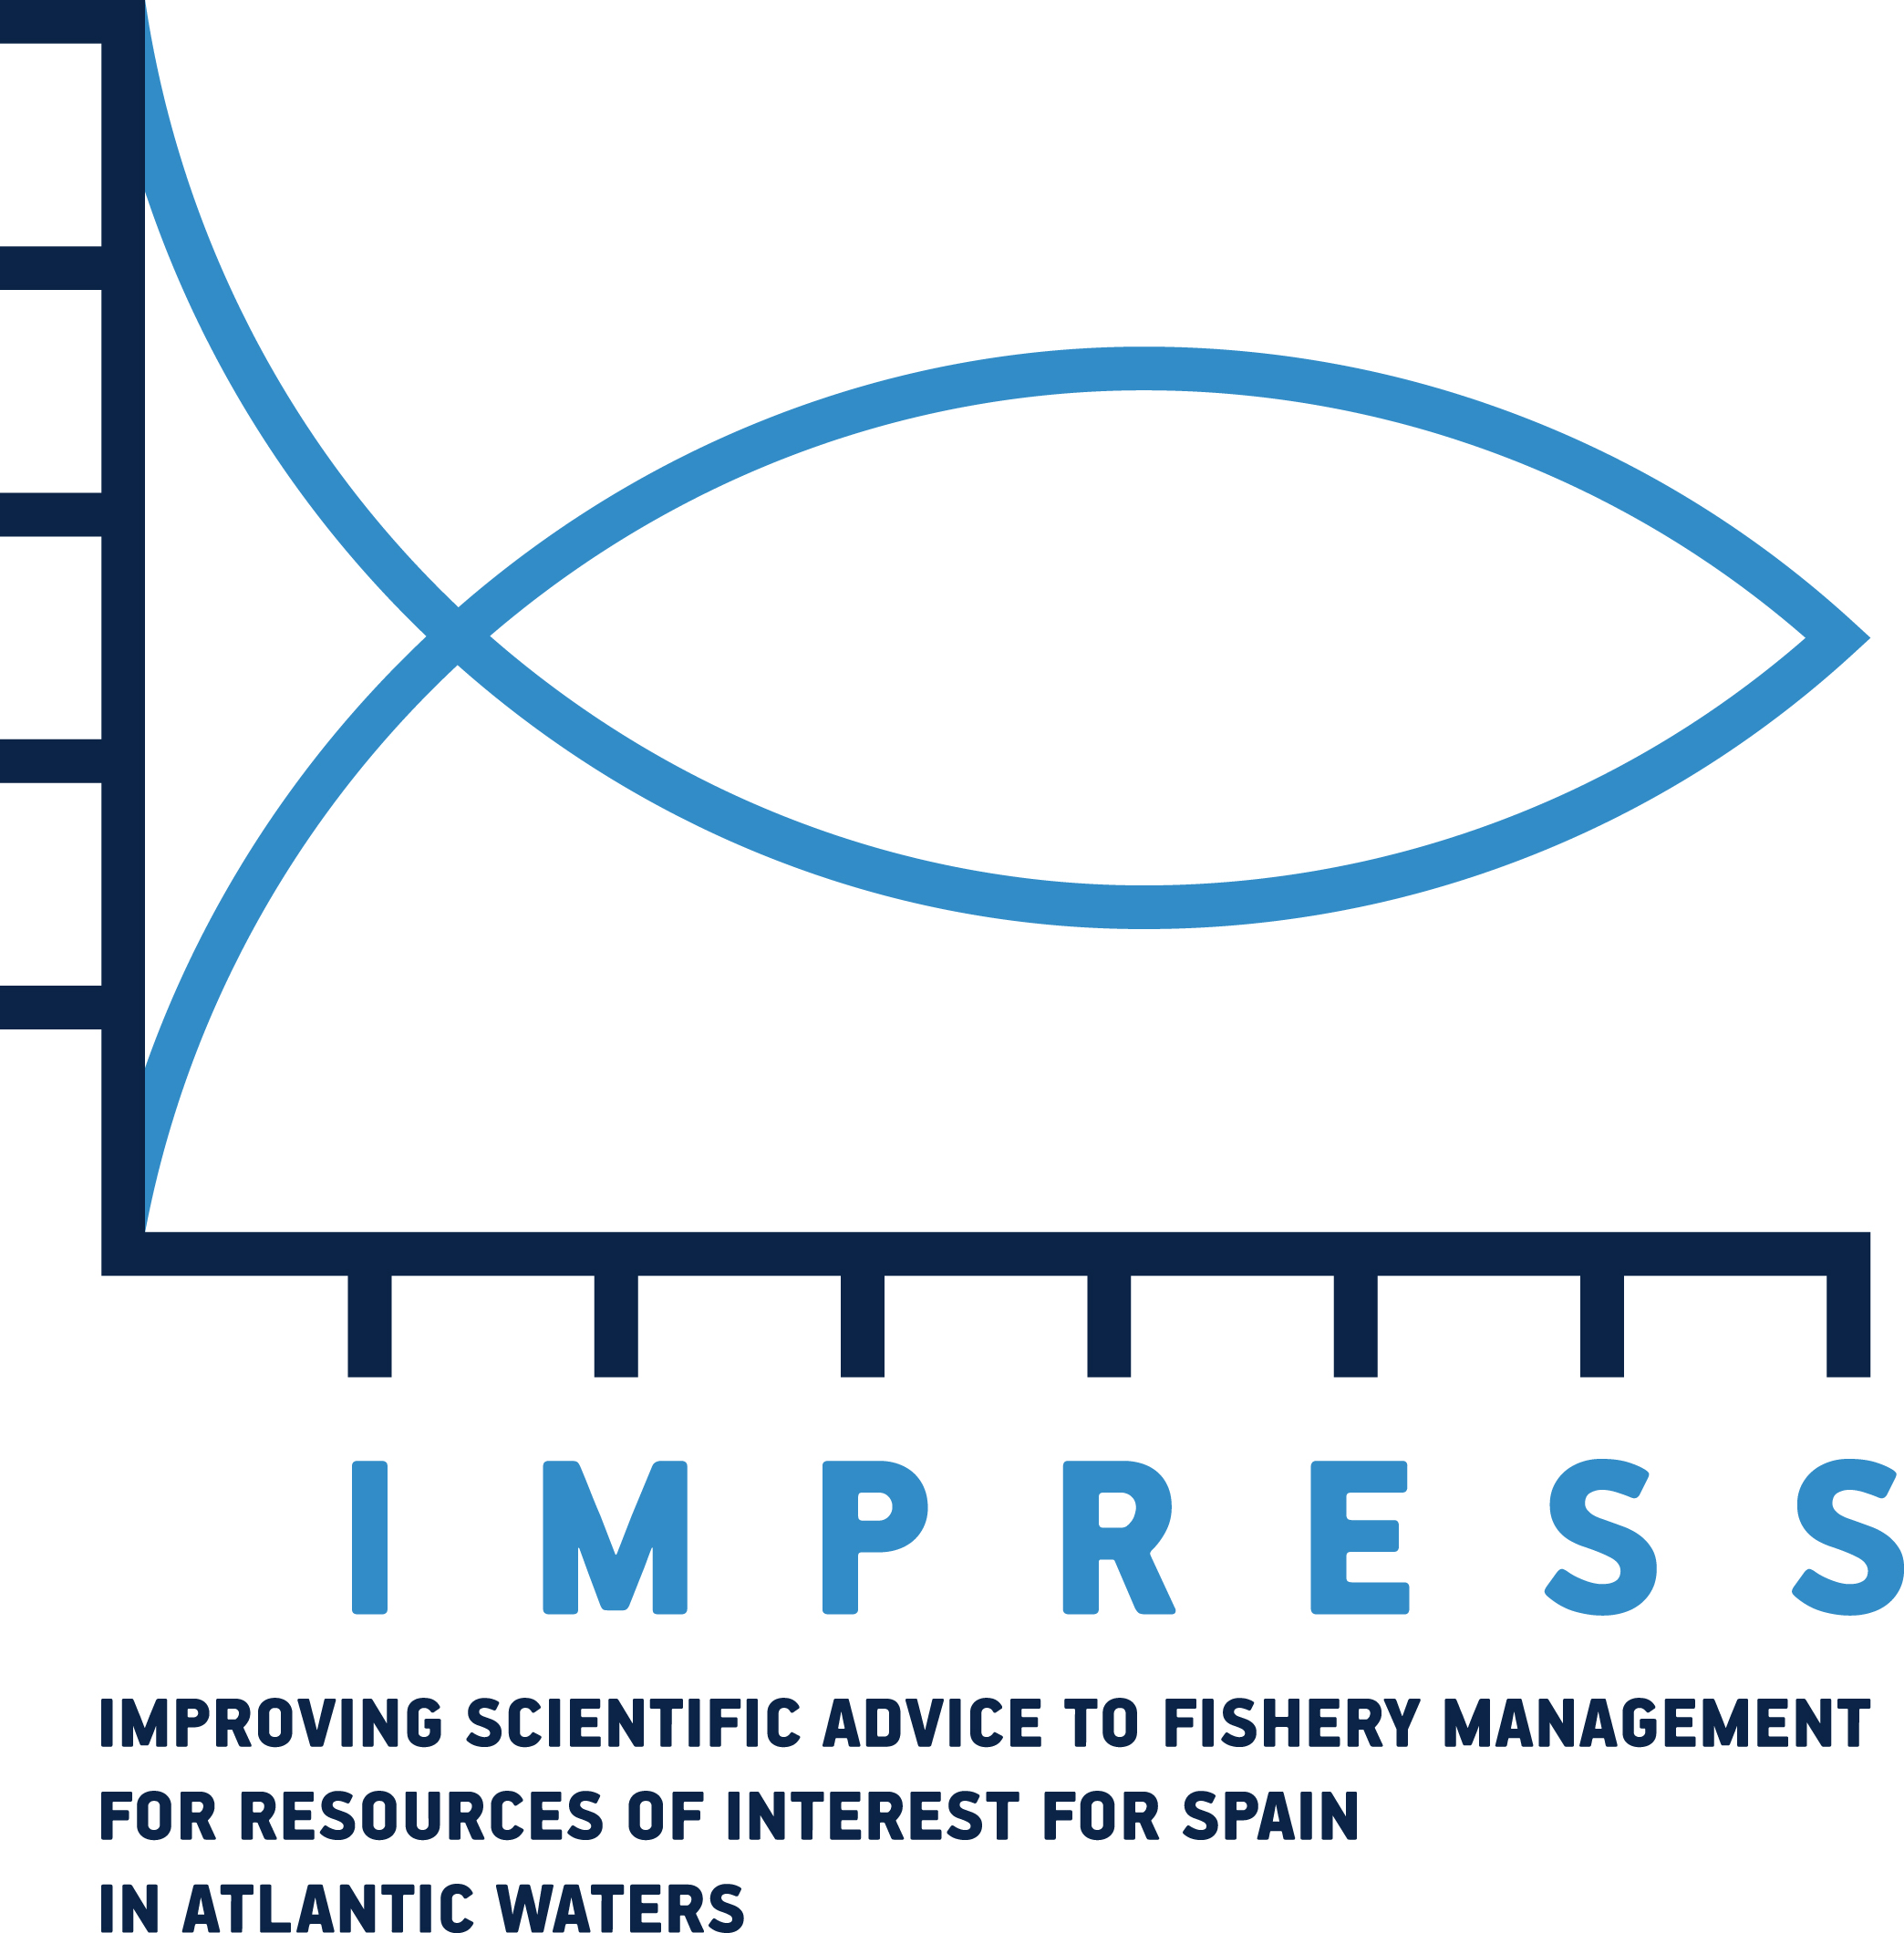 IMPRESS
IMPROVING SCIENTIFIC ADVICE TO FISHERY MANAGEMENT
FOR RESOURCES OF INTEREST FOR SPAIN
IN ATLANTIC WATERS